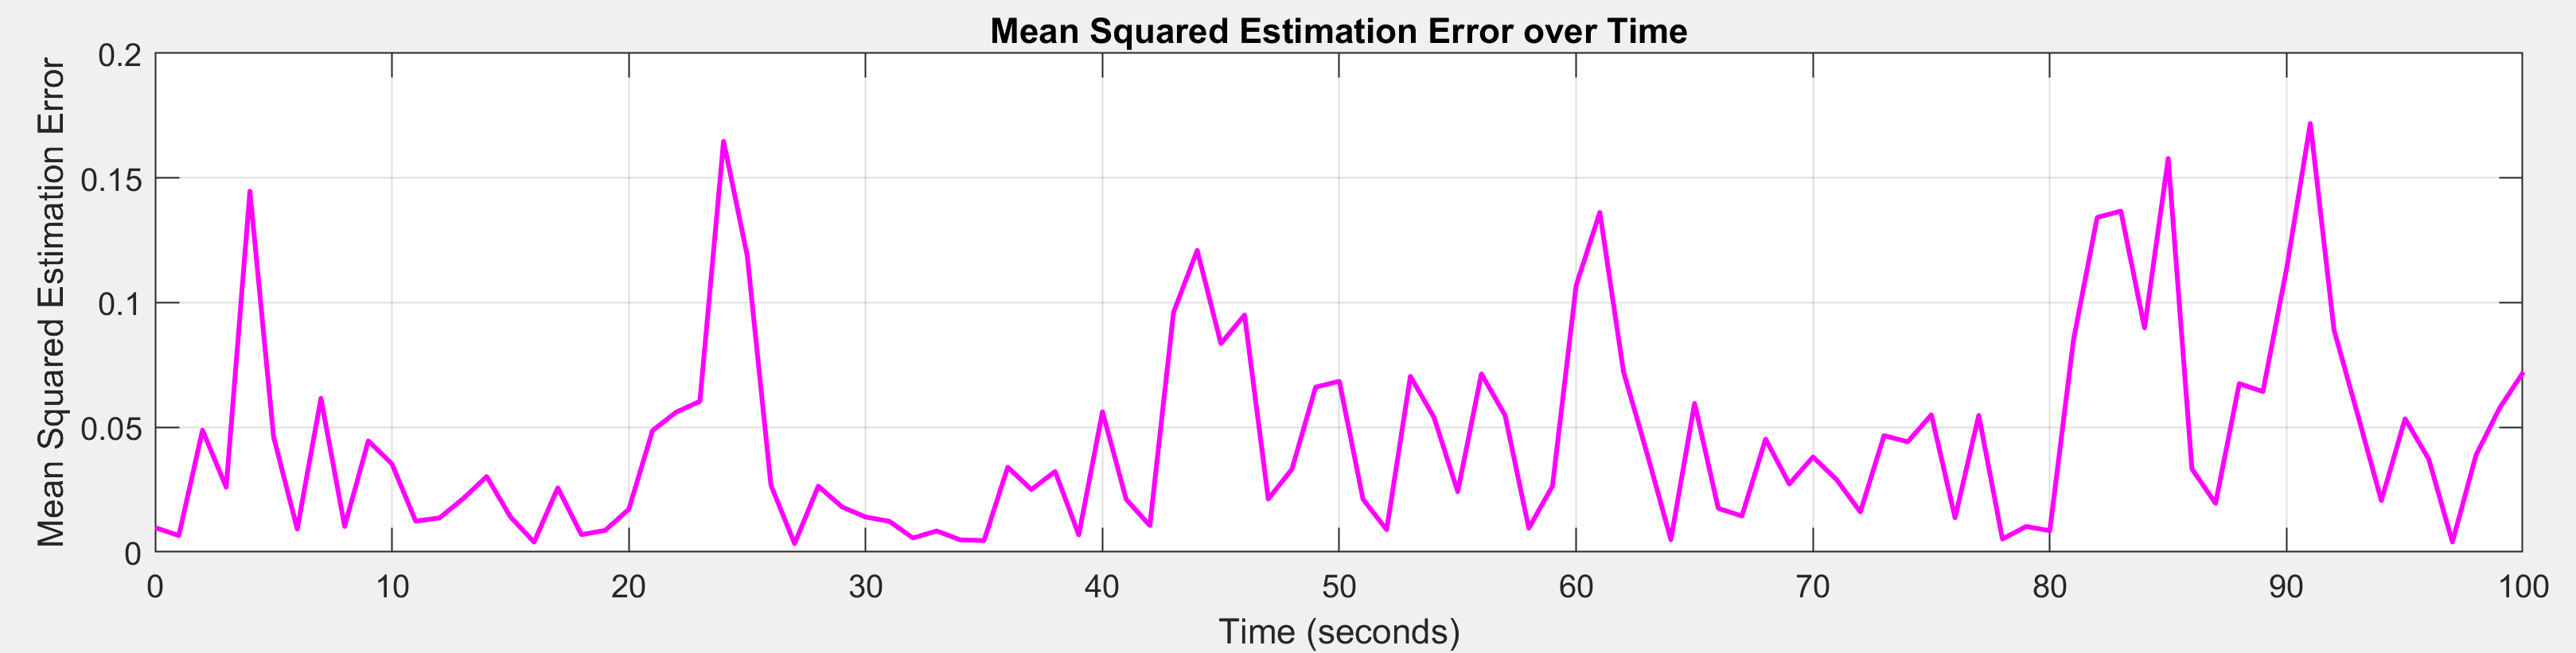 Mean Squared Estimation Error over Time
Mean Squared Estimation Error
0.2
0.15
0.1
0.05
0
0 10 20 30 40 50 60 70 80 90 100
Time (seconds)